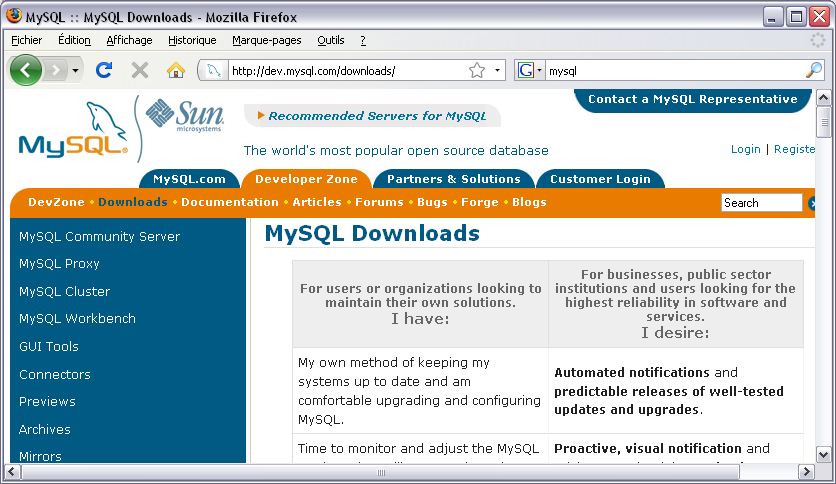 MySQL :: MySQL Downloads - Mozilla Firefox
Fichier Édition Affichage Historique Marque-pages Outils ?
http://dev.mysql.com/downloads/ G mysql
MySQL® Sun microsystems
Recommended Servers for MySQL
Contact a MySQL Representative
The world's most popular open source database
Login | Registe
MySQL.com Developer Zone Partners & Solutions Customer Login
DevZone • Downloads • Documentation • Articles • Forums • Bugs • Forge • Blogs Search
MySQL Community Server
MySQL Proxy
MySQL Cluster
MySQL Workbench
GUI Tools
Connectors
Previews
Archives
Mirrors
MySQL Downloads
For users or organizations looking to
maintain their own solutions.
I have:
For businesses, public sector
institutions and users looking for the
highest reliability in software and
services.
I desire:
My own method of keeping my
systems up to date and am
comfortable upgrading and configuring
MySQL.
Automated notifications and
predictable releases of well-tested
updates and upgrades.
Time to monitor and adjust the MySQL
Proactive, visual notification and